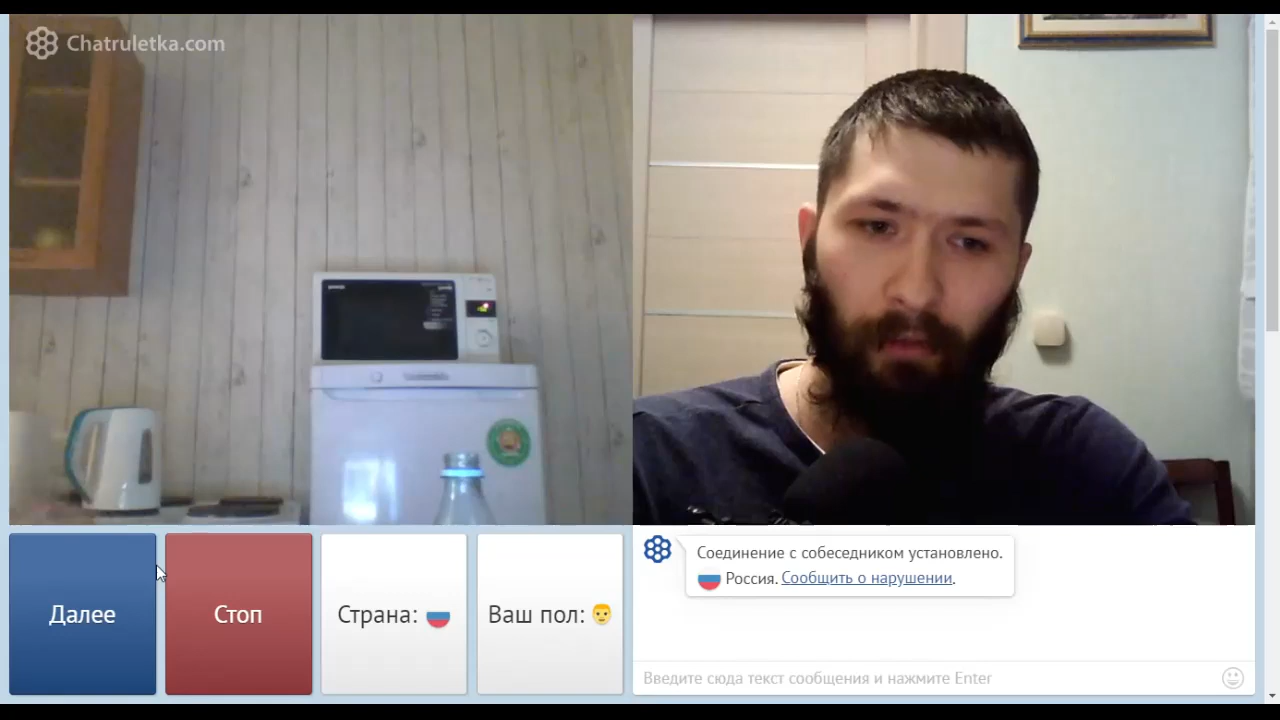 Chatruletka.com
Соединение с собеседником установлено.
Россия. Сообщить о нарушении.
Далее
Стоп
Страна:
Ваш пол:
Введите сюда текст сообщения и нажмите Enter